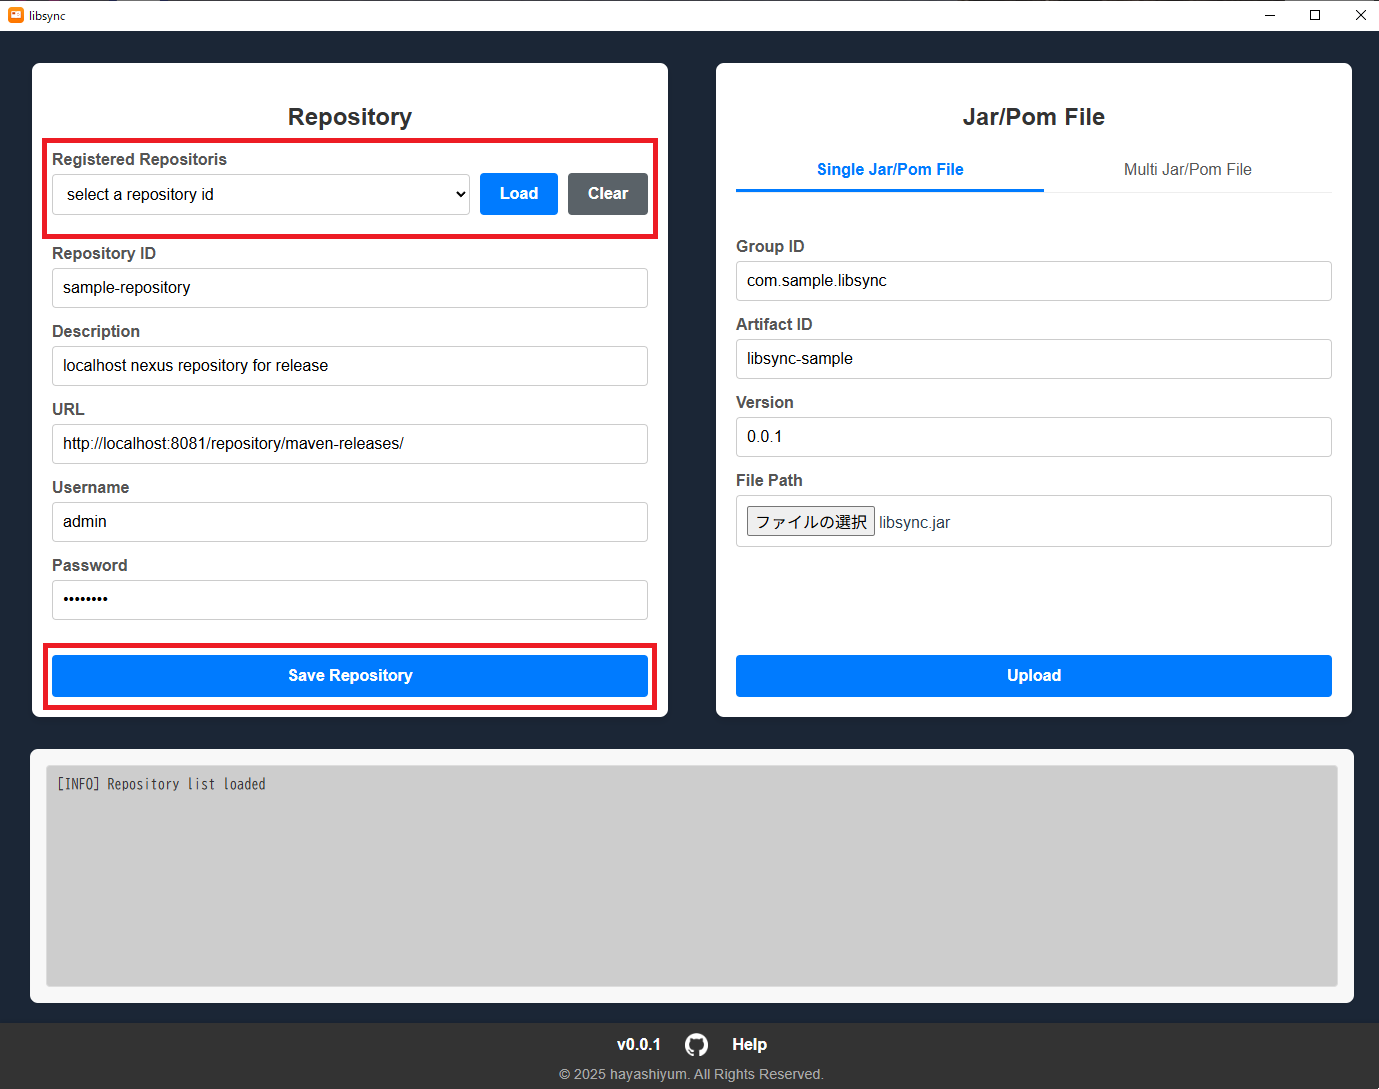 libsync
Repository
Registered Repositoris
select a repository id
Load
Clear
Repository ID
sample-repository
Description
localhost nexus repository for release
URL
http://localhost:8081/repository/maven-releases/
Username
admin
Password
••••••••
Save Repository
Jar/Pom File
Single Jar/Pom File
Multi Jar/Pom File
Group ID
com.sample.libsync
Artifact ID
libsync-sample
Version
0.0.1
File Path
ファイルの選択 libsync.jar
Upload
[INFO] Repository list loaded
v0.0.1
Help
© 2025 hayashiyum. All Rights Reserved.